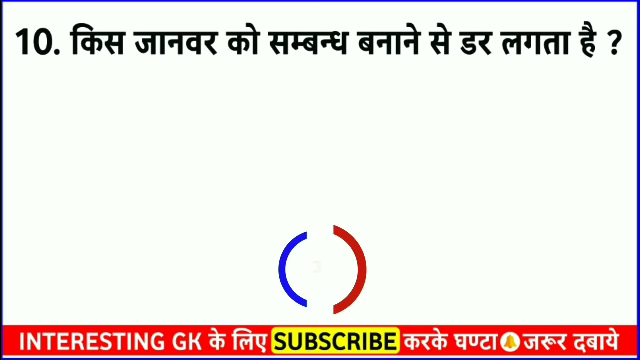 10. किस जानवर को सम्बन्ध बनाने से डर लगता है ?
INTERESTING GK के लिए SUBSCRIBE करके घण्टा🔔जरूर दबाये